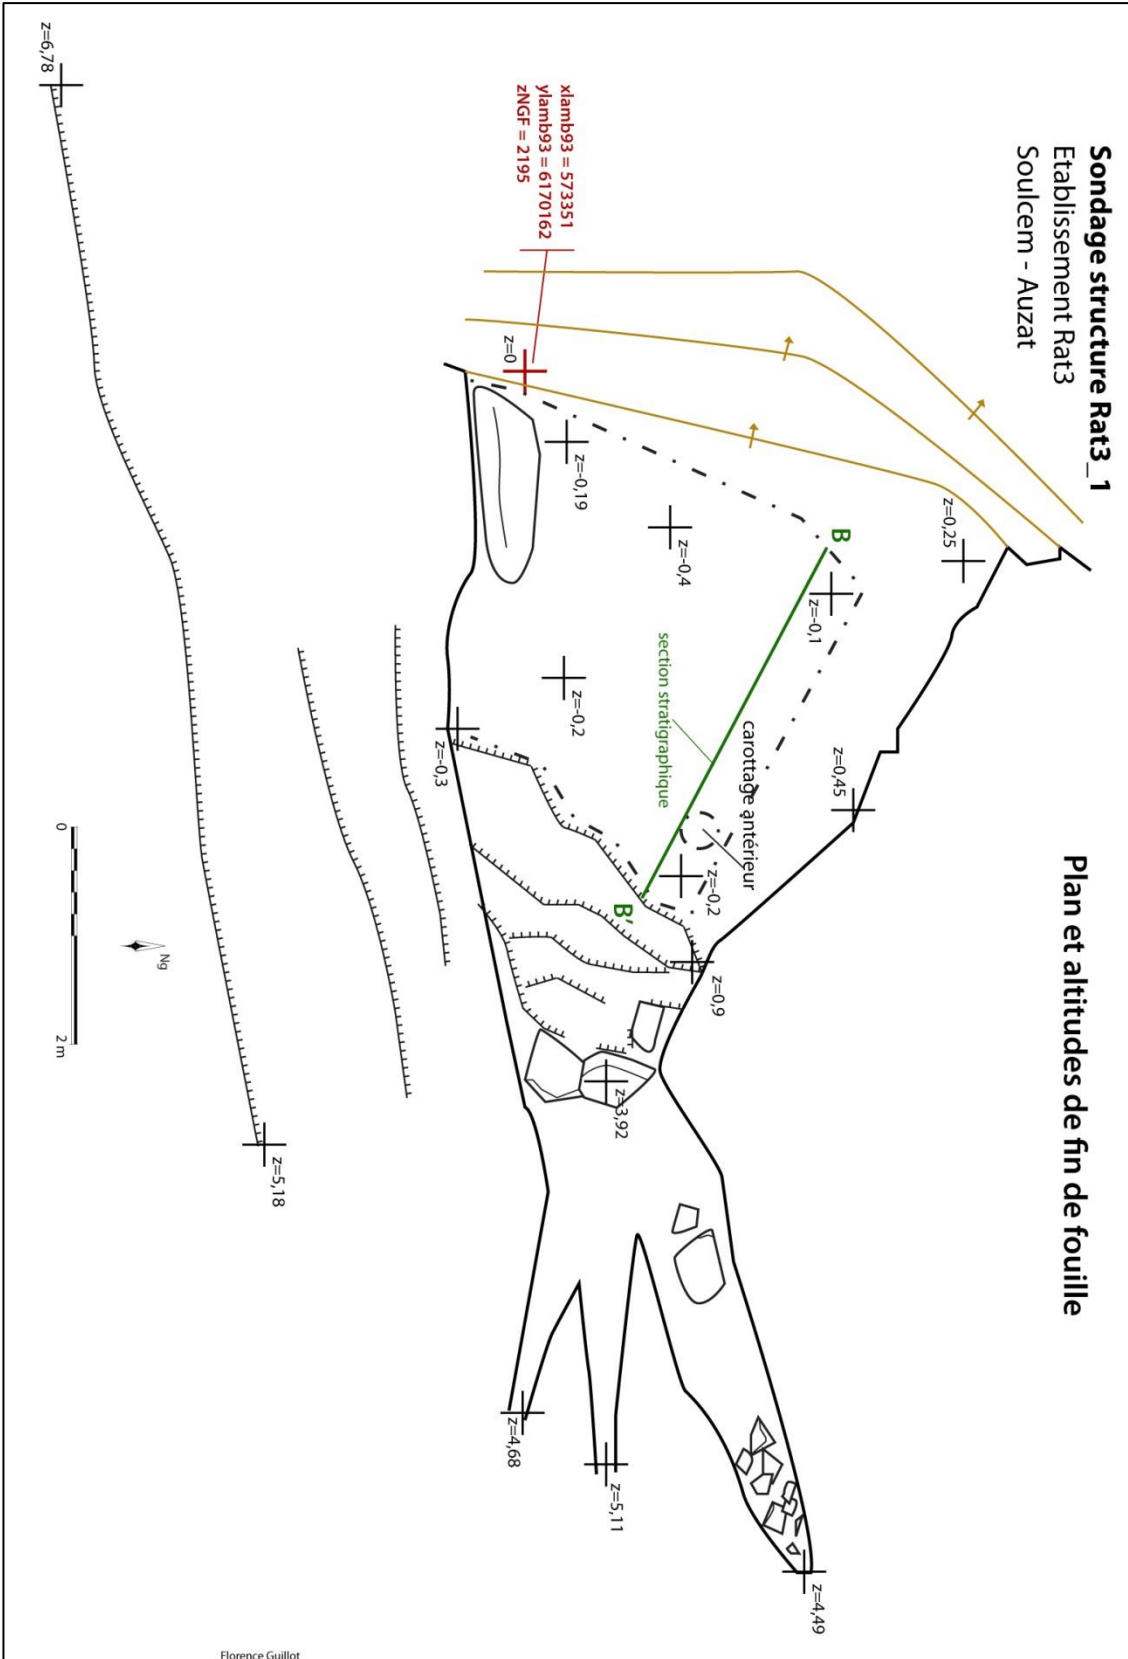 Sondage structure Rat3_1
Etablissement Rat3
Soulcem - Auzat
Plan et altitudes de fin de fouille
xlamb93 = 573351
ylamb93 = 6170162
zNGF = 2195
z=6,78
z=0
z=-0,19
z=-0,4
z=0,25
B
z=-0,1
section stratigraphique
carottage antérieur
z=-0,2
z=0,45
z=-0,3
z=-0,2
B’
z=0,9
z=3,92
z=5,18
z=4,68
z=5,11
z=4,49
0
2 m
Ng
Florence Guillot